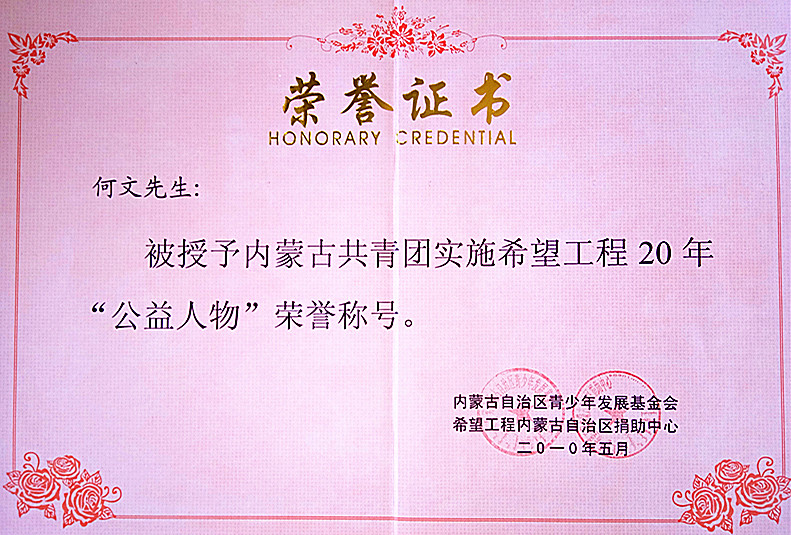 荣誉证书
HONORARY CREDENTIAL
何文先生:
被授予内蒙古共青团实施希望工程20年
“公益人物”荣誉称号。
内蒙古自治区青少年发展基金会
希望工程内蒙古自治区捐助中心
二〇一〇年五月